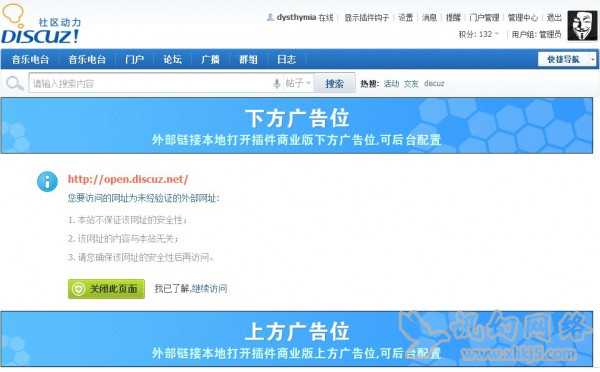 社区动力
DISCUZ!
dysthymia 在线 | 显示插件钩子 | 设置 | 消息 | 提醒 | 门户管理 | 管理中心 | 退出
积分: 132 | 用户组: 管理员
音乐电台 音乐电台 门户 论坛 广播 群组 日志 快捷导航
请输入搜索内容 帖子 搜索 热搜: 活动 交友 discuz
下方广告位
外部链接本地打开插件商业版下方广告位,可后台配置
http://open.discuz.net/
您要访问的网址为未经验证的外部网址:
1. 本站不保证该网址的安全性;
2. 该网址的内容与本站无关;
3. 请您确保该网址的安全性后再访问。
关闭此页面 我已了解,继续访问
上方广告位
外部链接本地打开插件商业版上方广告位,可后台配置